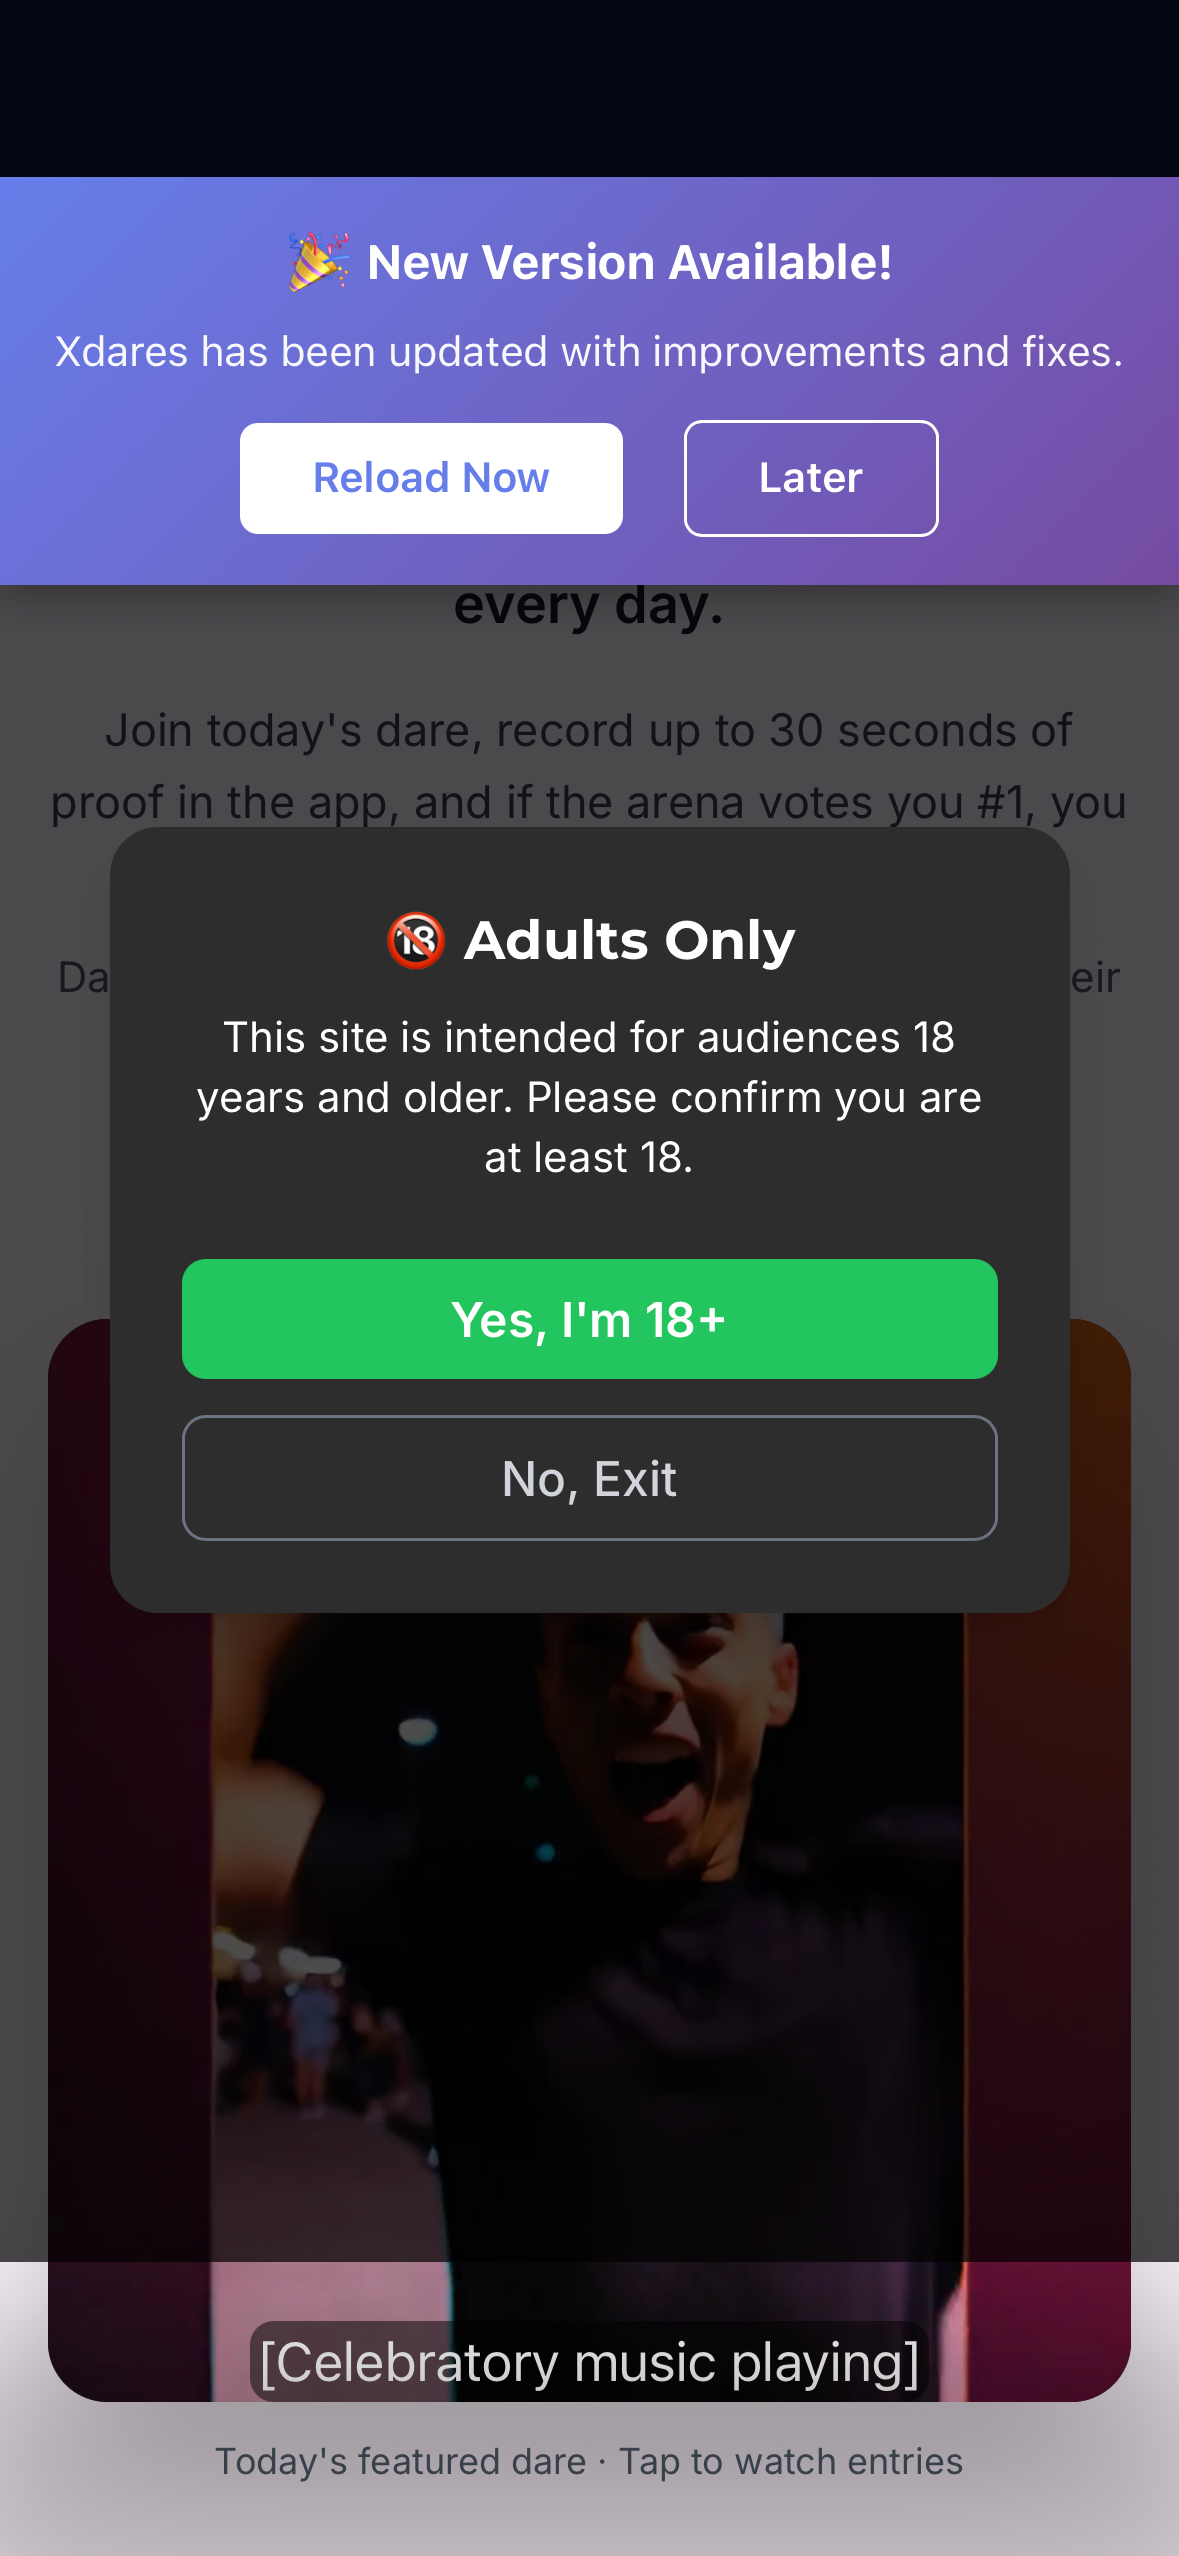 🎉 New Version Available!
Xdares has been updated with improvements and fixes.
Reload Now
Later
every day.
Join today's dare, record up to 30 seconds of
proof in the app, and if the arena votes you #1, you
🔞 Adults Only
This site is intended for audiences 18
years and older. Please confirm you are
at least 18.
Yes, I'm 18+
No, Exit
[Celebratory music playing]
Today's featured dare · Tap to watch entries